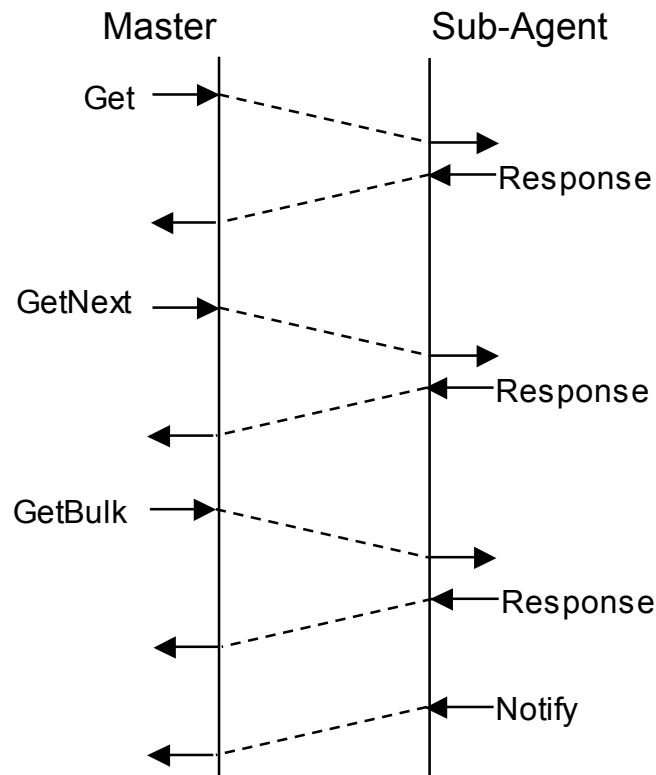 Master
Sub-Agent
Get
Response
GetNext
Response
GetBulk
Response
Notify